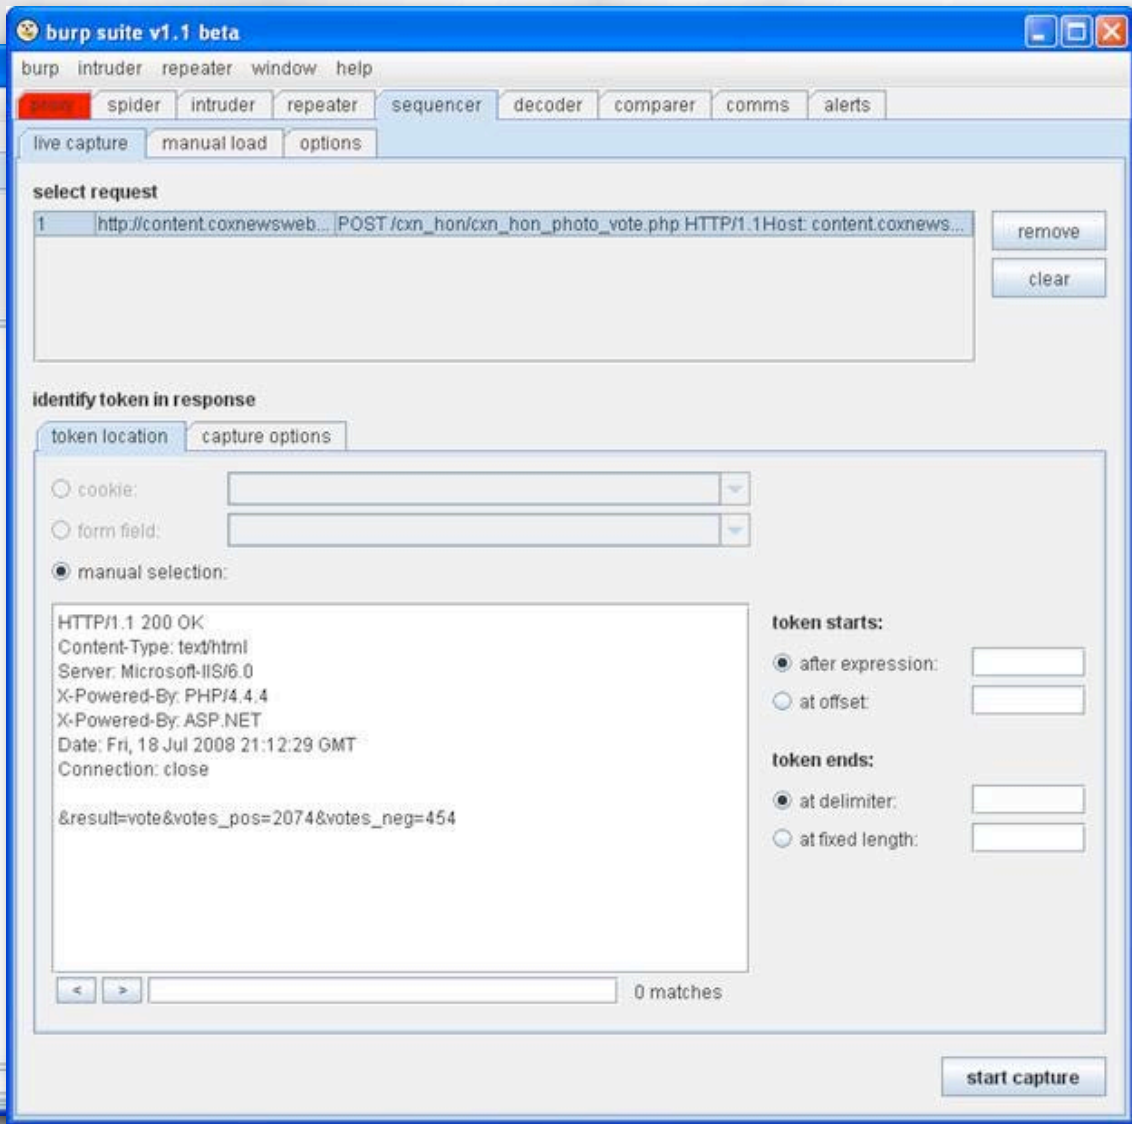 burp suite v1.1 beta
burp intruder repeater window help
proxy spider intruder repeater sequencer decoder comparer comms alerts
live capture manual load options
select request
1 http://content.coxnewsweb... POST /cxn_hon/cxn_hon_photo_vote.php HTTP/1.1Host: content.coxnews...
remove
clear
identify token in response
token location capture options
cookie:
form field:
manual selection:
HTTP/1.1 200 OK
Content-Type: text/html
Server: Microsoft-IIS/6.0
X-Powered-By: PHP/4.4.4
X-Powered-By: ASP.NET
Date: Fri, 18 Jul 2008 21:12:29 GMT
Connection: close
&result=vote&votes_pos=2074&votes_neg=454
token starts:
after expression:
at offset:
token ends:
at delimiter:
at fixed length:
< > 0 matches
start capture